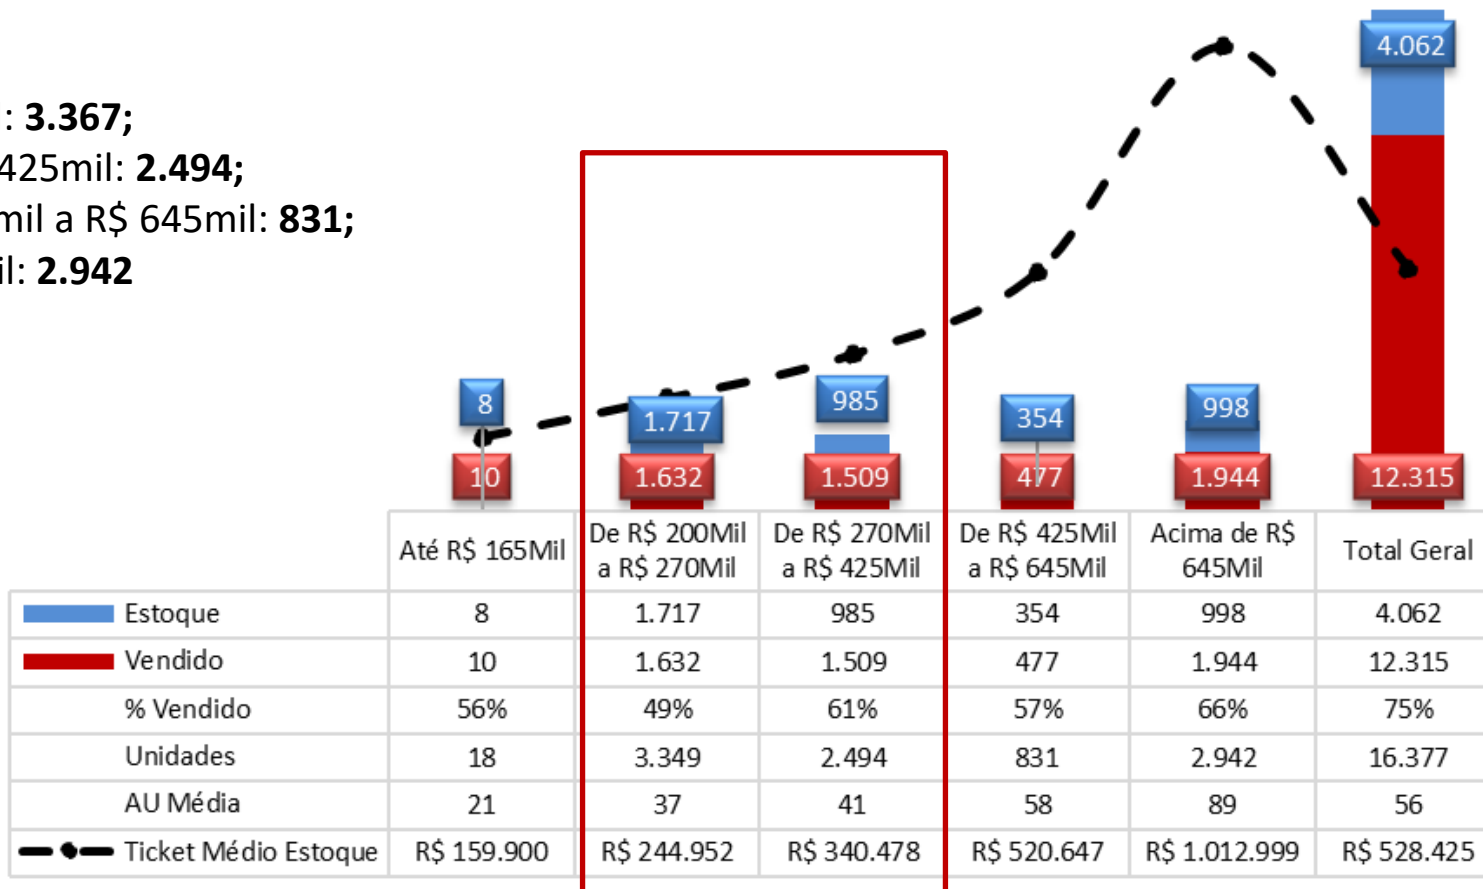 : 3.367;
425mil: 2.494;
mil a R$ 645mil: 831;
il: 2.942
4.062
8
1.717
985
354
998
10
1.632
1.509
477
1.944
12.315
Até R$ 165Mil De R$ 200Mil a R$ 270Mil De R$ 270Mil a R$ 425Mil De R$ 425Mil a R$ 645Mil Acima de R$ 645Mil Total Geral
Estoque 8 1.717 985 354 998 4.062
Vendido 10 1.632 1.509 477 1.944 12.315
% Vendido 56% 49% 61% 57% 66% 75%
Unidades 18 3.349 2.494 831 2.942 16.377
AU Média 21 37 41 58 89 56
Ticket Médio Estoque R$ 159.900 R$ 244.952 R$ 340.478 R$ 520.647 R$ 1.012.999 R$ 528.425